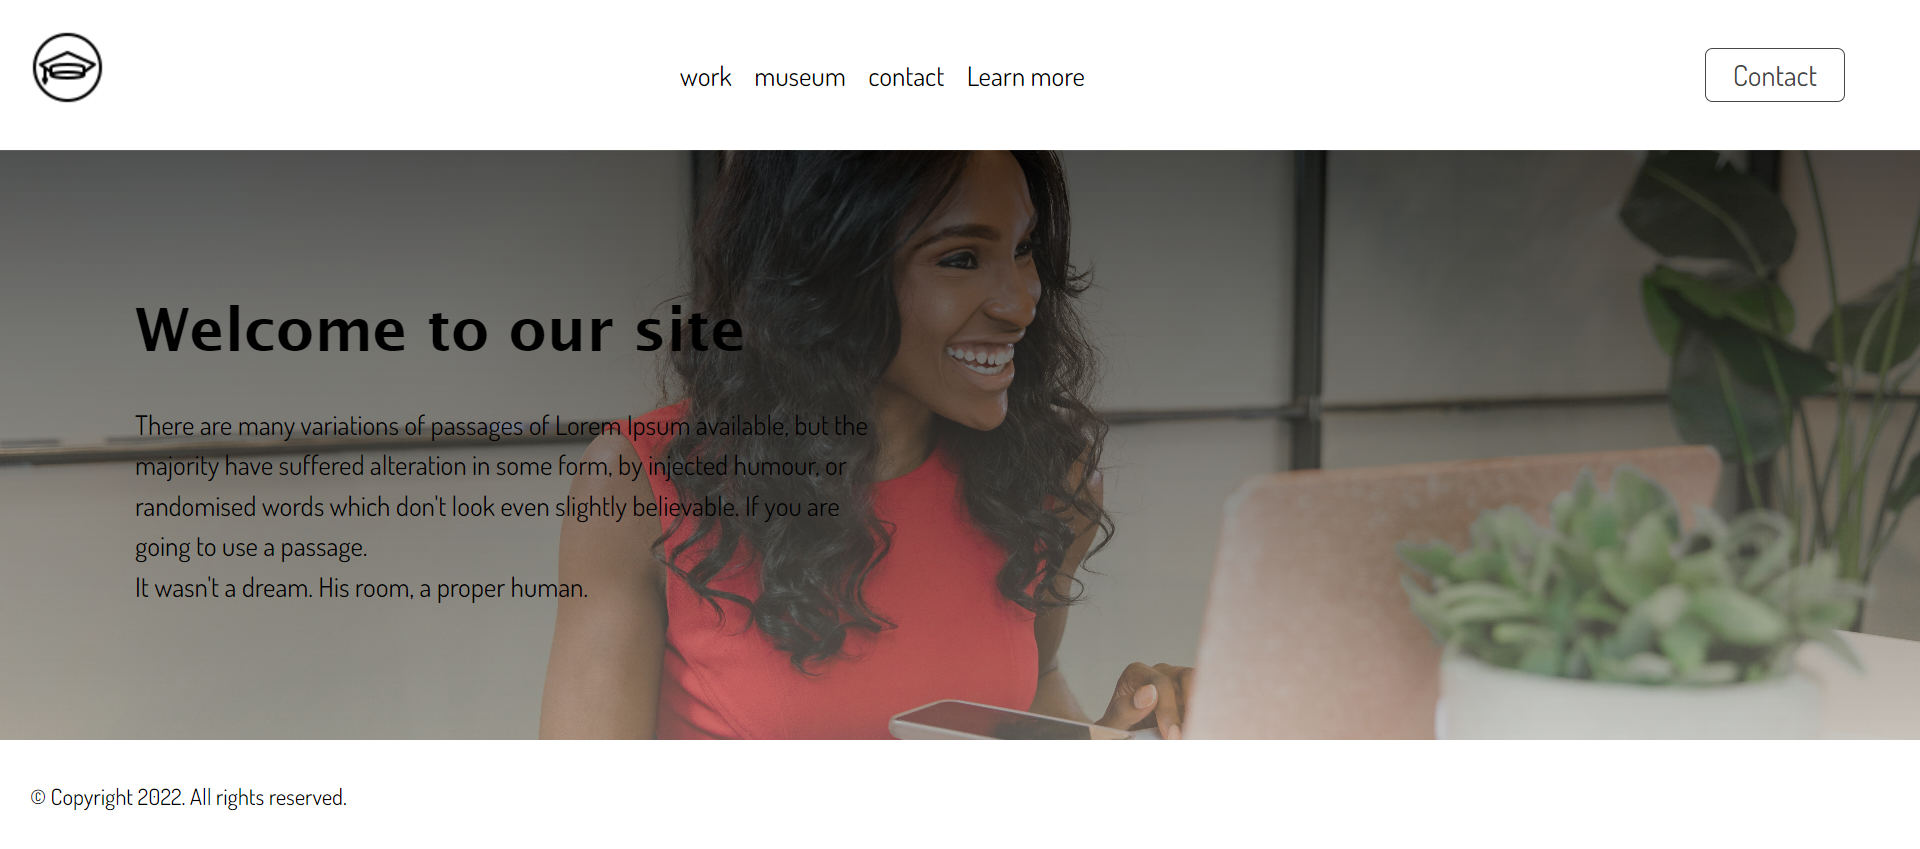 work museum contact Learn more Contact
Welcome to our site
There are many variations of passages of Lorem Ipsum available, but the
majority have suffered alteration in some form, by injected humour, or
randomised words which don't look even slightly believable. If you are
going to use a passage.
It wasn't a dream. His room, a proper human.
© Copyright 2022. All rights reserved.